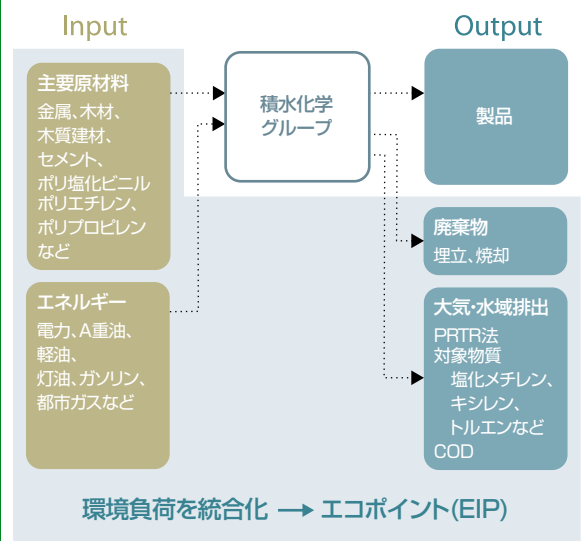 Input
主要原材料
金属、木材、
木質建材、
セメント、
ポリ塩化ビニル
ポリエチレン、
ポリプロピレン
など
エネルギー
電力、A重油、
軽油、
灯油、ガソリン、
都市ガスなど
積水化学
グループ
Output
製品
廃棄物
埋立、焼却
大気・水域排出
PRTR法
対象物質
塩化メチレン、
キシレン、
トルエンなど
COD
環境負荷を統合化 → エコポイント(EIP)